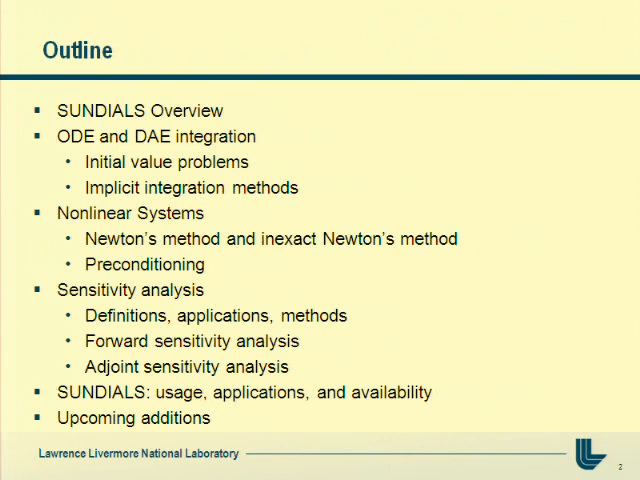 Outline
▪ SUNDIALS Overview
▪ ODE and DAE integration
• Initial value problems
• Implicit integration methods
▪ Nonlinear Systems
• Newton's method and inexact Newton's method
• Preconditioning
▪ Sensitivity analysis
• Definitions, applications, methods
• Forward sensitivity analysis
• Adjoint sensitivity analysis
▪ SUNDIALS: usage, applications, and availability
▪ Upcoming additions
Lawrence Livermore National Laboratory
2